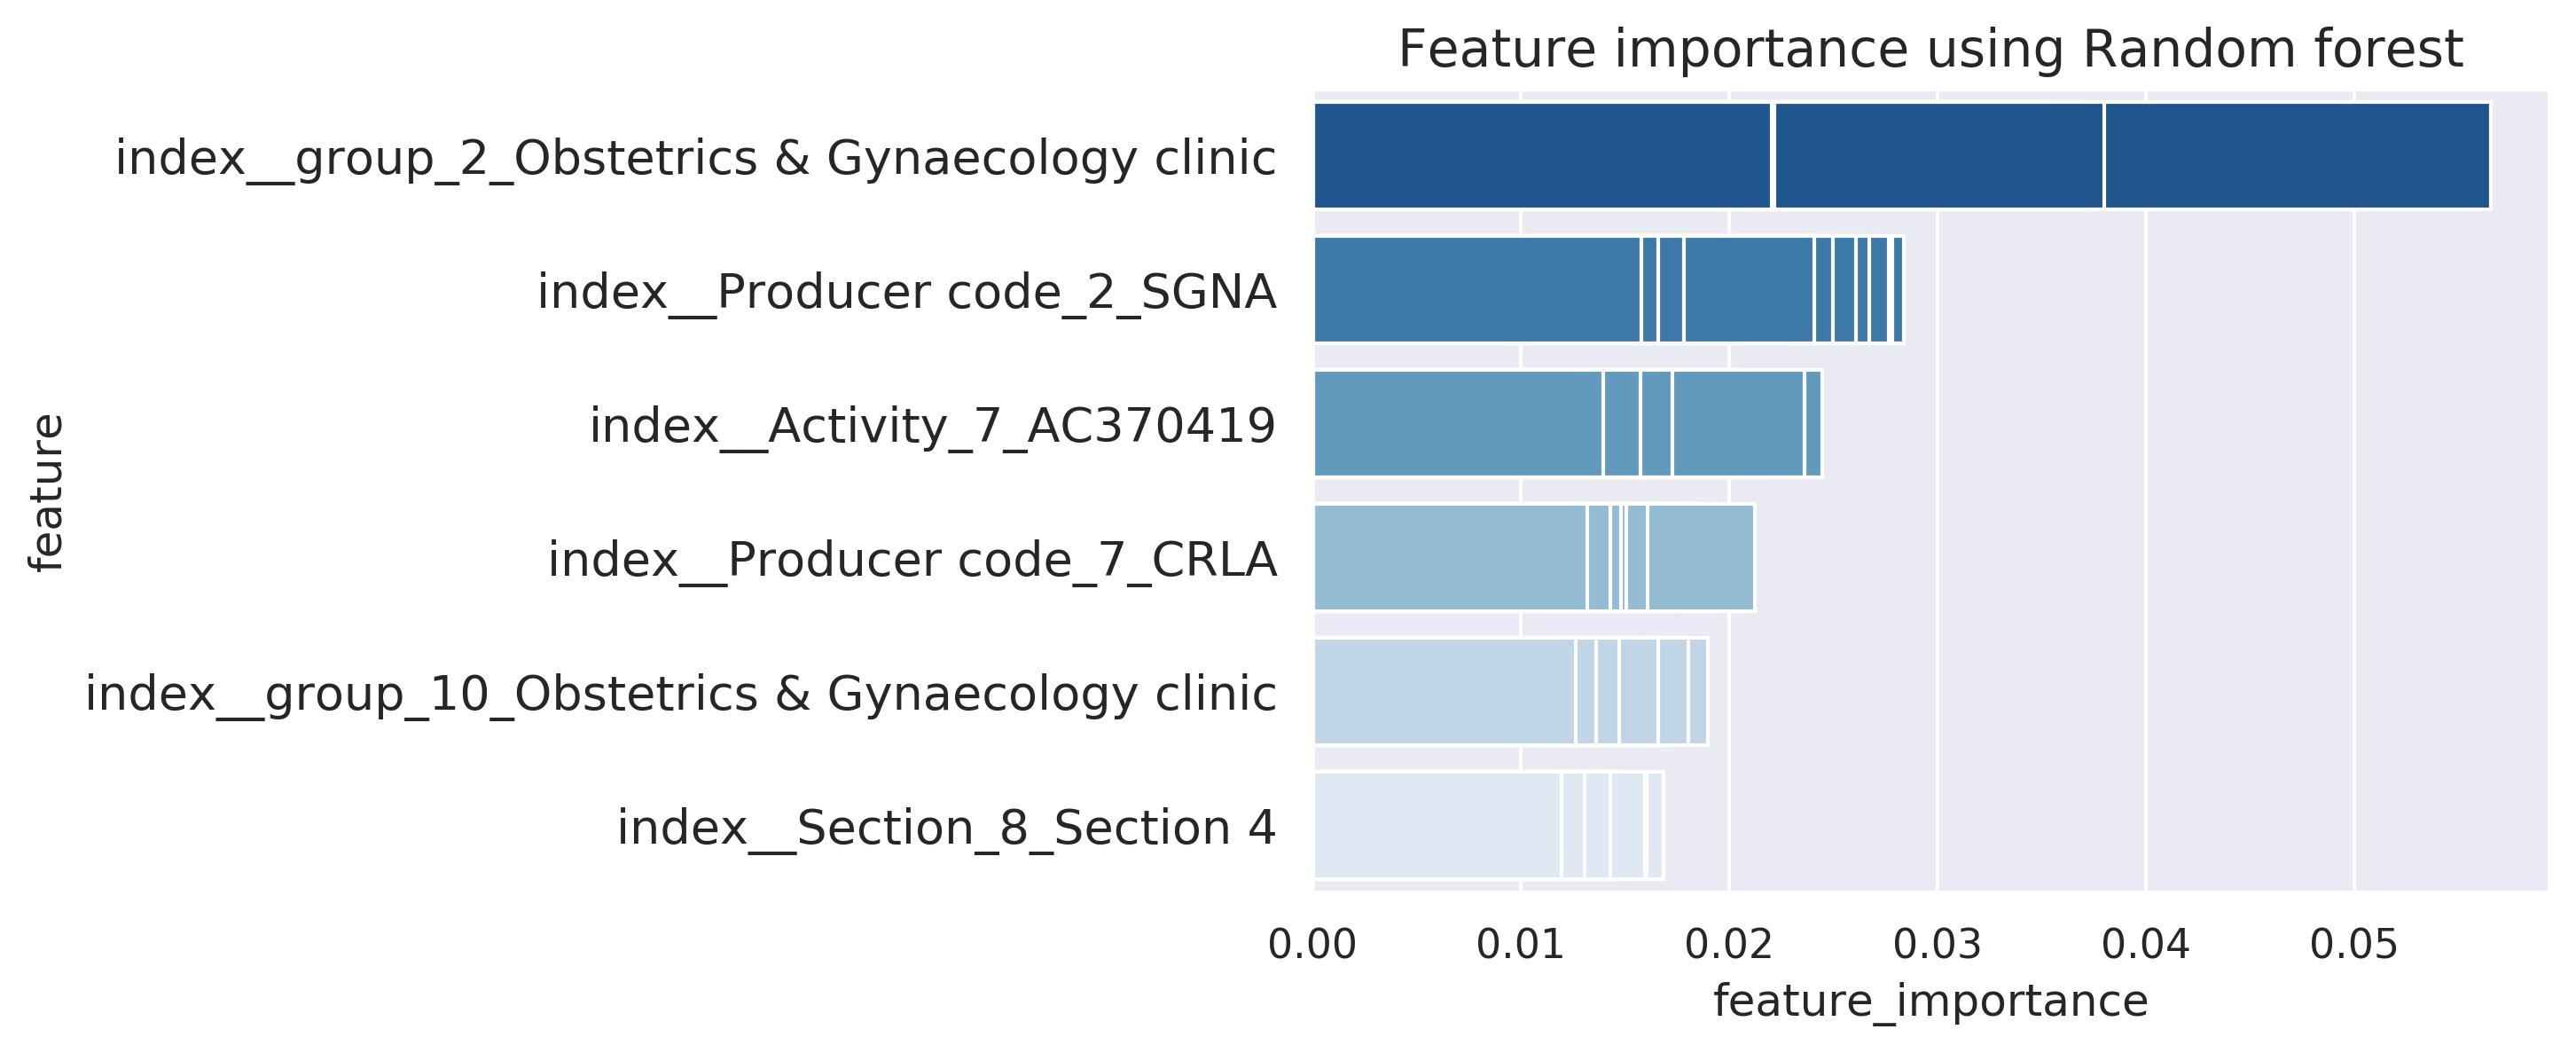 Feature importance using Random forest
index__group_2_Obstetrics & Gynaecology clinic
index__Producer code_2_SGNA
index__Activity_7_AC370419
index__Producer code_7_CRLA
index__group_10_Obstetrics & Gynaecology clinic
index__Section_8_Section 4
feature
0.00 0.01 0.02 0.03 0.04 0.05
feature_importance